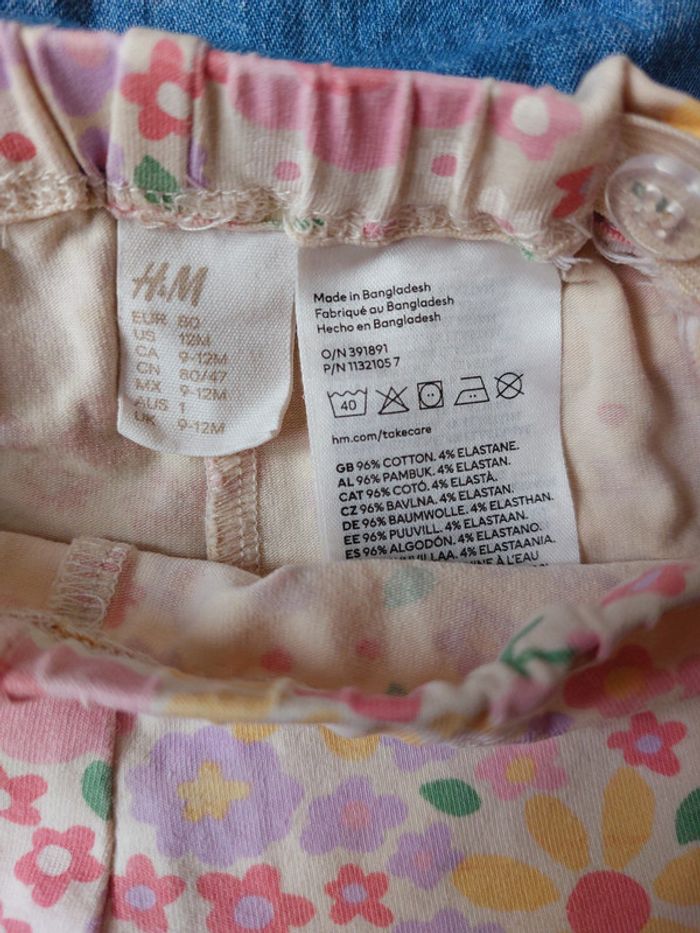 H&M
EUR 80
US 12M
CA 9-12M
CN 80/47
MX 9-12M
AUS 1
UK 9-12M
Made in Bangladesh
Fabriqué au Bangladesh
Hecho en Bangladesh
O/N 391891
P/N 1132105 7
40
hm.com/takecare
GB 96% COTTON. 4% ELASTANE.
AL 96% PAMBUK. 4% ELASTAN.
CAT 96% COTÓ. 4% ELASTÀ.
CZ 96% BAVLNA. 4% ELASTAN.
DE 96% BAUMWOLLE. 4% ELASTHAN.
EE 96% PUUVILL. 4% ELASTAAN.
ES 96% ALGODÓN. 4% ELASTANO.
4% ELASTAANIA.
À L'EAU